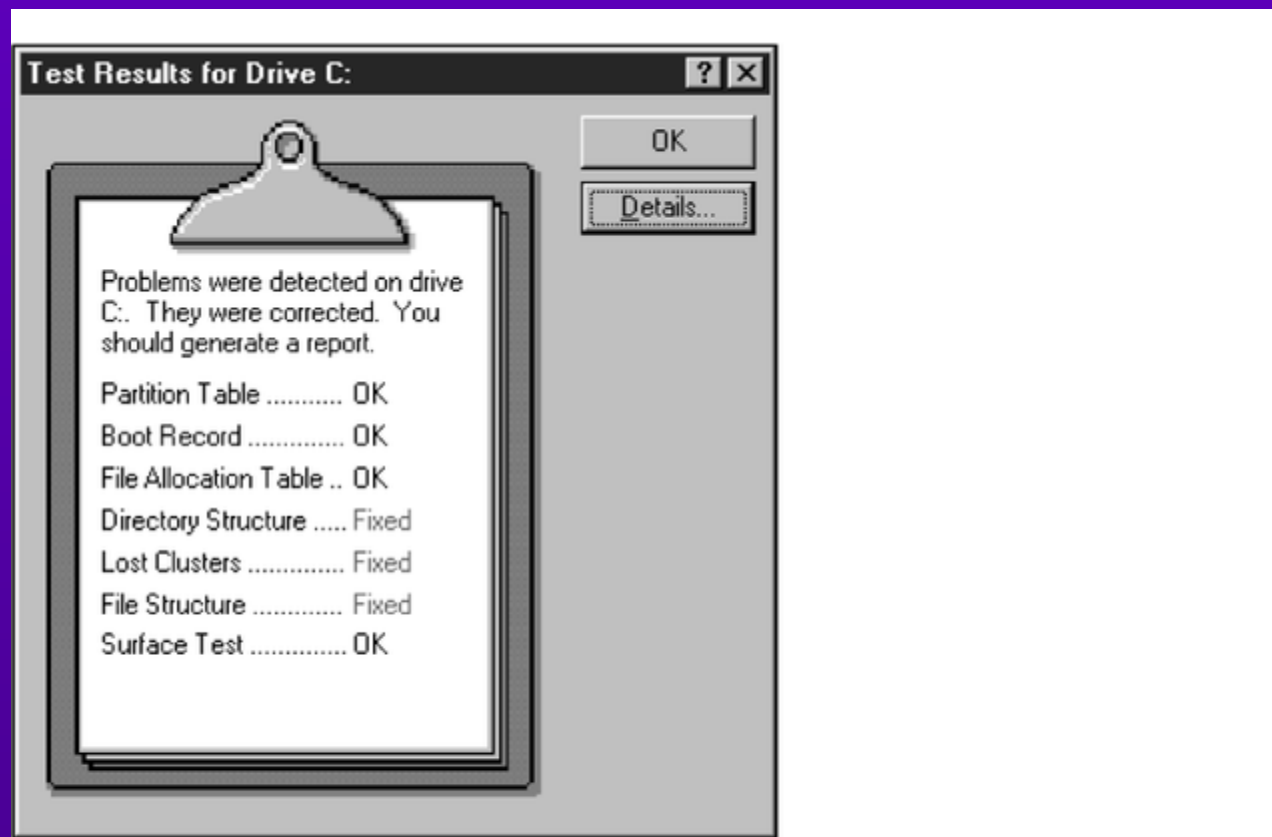 Test Results for Drive C:
? X
OK
Details...
Problems were detected on drive
C:. They were corrected. You
should generate a report.
Partition Table ........... OK
Boot Record .............. OK
File Allocation Table .. OK
Directory Structure ..... Fixed
Lost Clusters .............. Fixed
File Structure ............. Fixed
Surface Test .............. OK